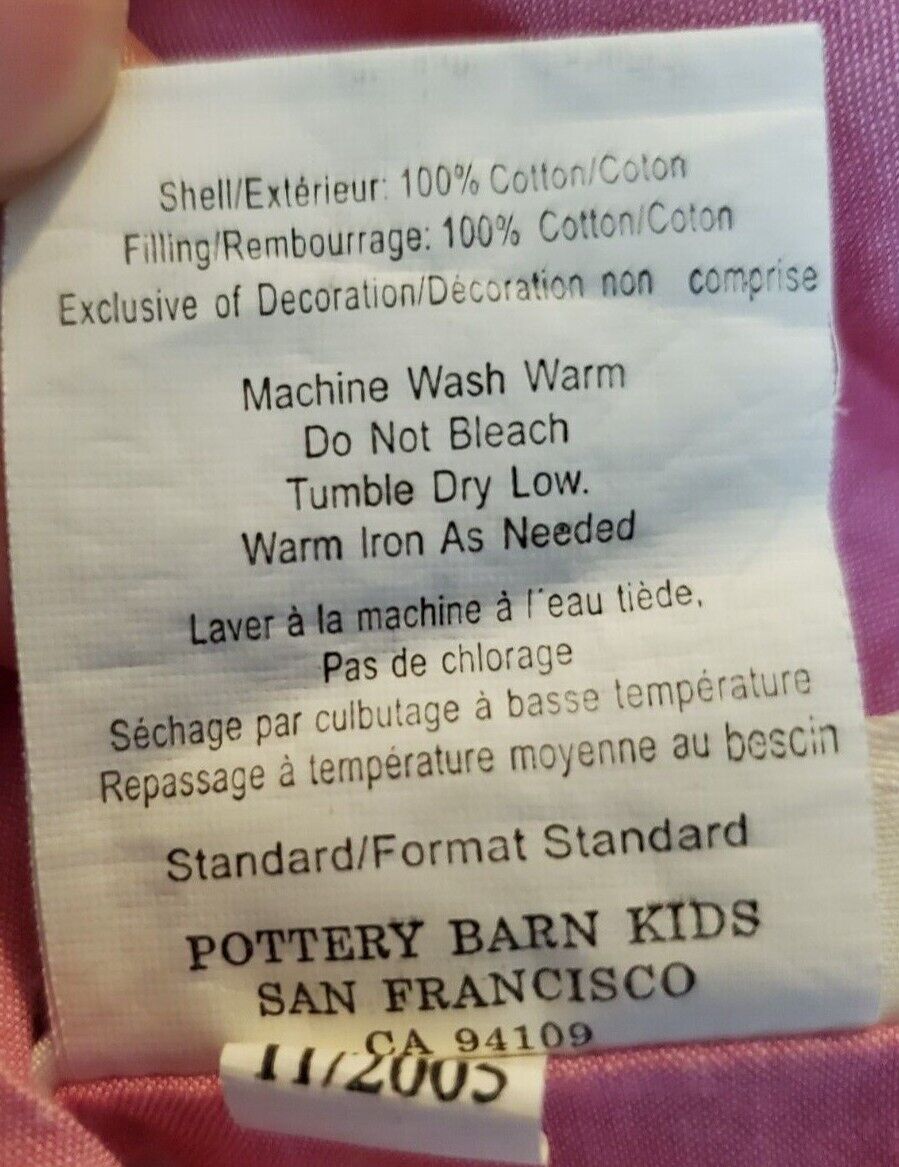 Shell/Extérieur: 100% Cotton/Coton
Filling/Rembourrage: 100% Cotton/Coton
Exclusive of Decoration/Décoration non comprise
Machine Wash Warm
Do Not Bleach
Tumble Dry Low.
Warm Iron As Needed
Laver à la machine à l'eau tiède,
Pas de chlorage
Séchage par culbutage à basse température
Repassage à température moyenne au bescin
Standard/Format Standard
POTTERY BARN KIDS
SAN FRANCISCO
CA 94109
11/2005